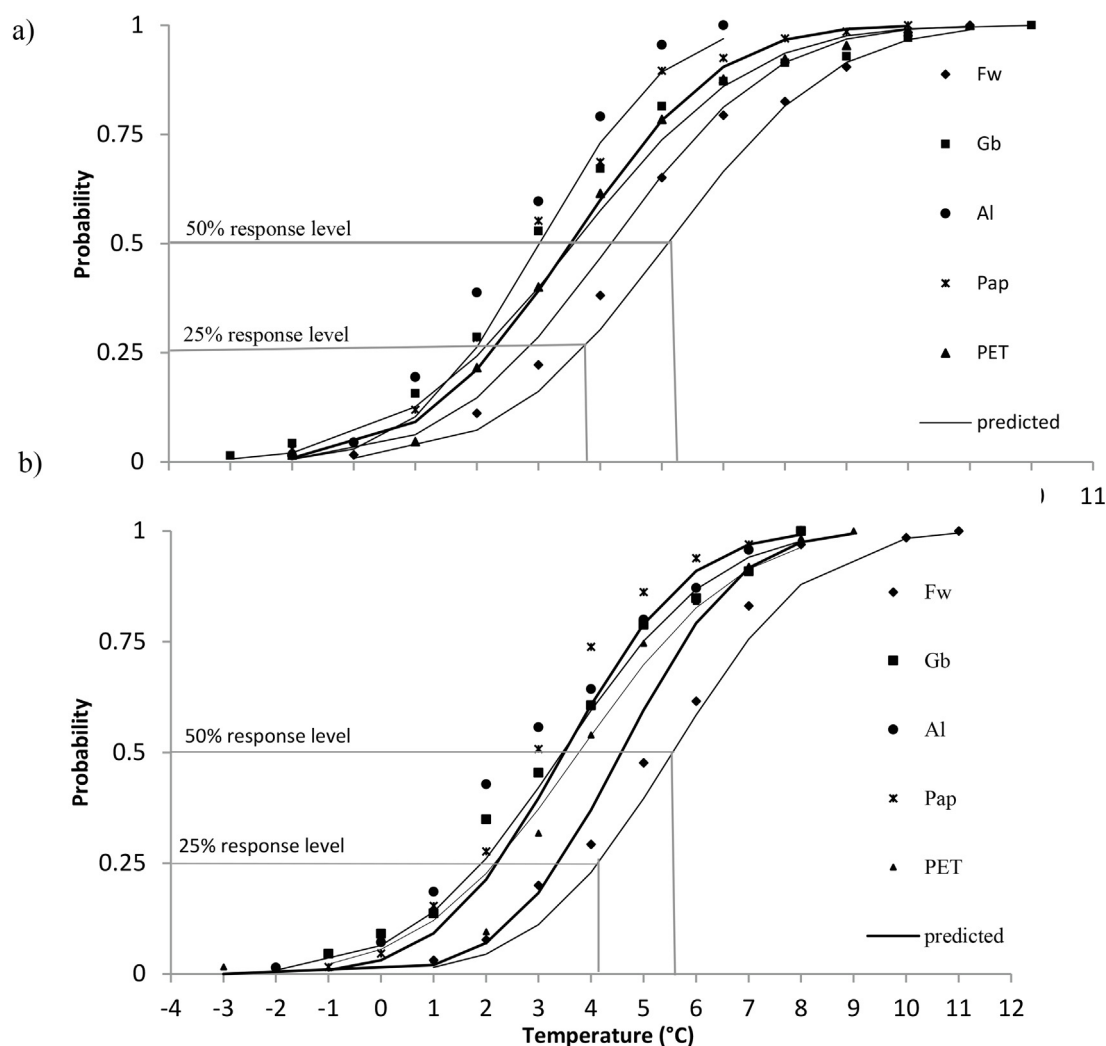 a)
1
0.75
0.5
0.25
0
Probability
50% response level
25% response level
Fw
Gb
Al
Pap
PET
predicted
-4 -3 11
b)
1
0.75
0.5
0.25
0
Probability
50% response level
25% response level
Fw
Gb
Al
Pap
PET
predicted
-4 -3 -2 -1 0 1 2 3 4 5 6 7 8 9 10 11 12
Temperature (°C)